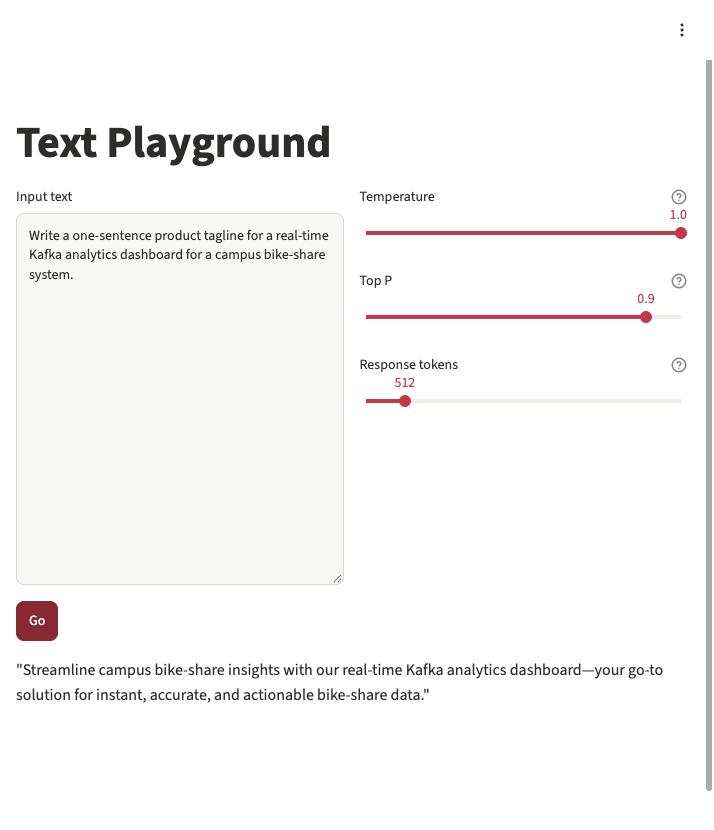 Text Playground
Input text
Write a one-sentence product tagline for a real-time
Kafka analytics dashboard for a campus bike-share
system.
Temperature
1.0
Top P
0.9
Response tokens
512
Go
"Streamline campus bike-share insights with our real-time Kafka analytics dashboard—your go-to
solution for instant, accurate, and actionable bike-share data."